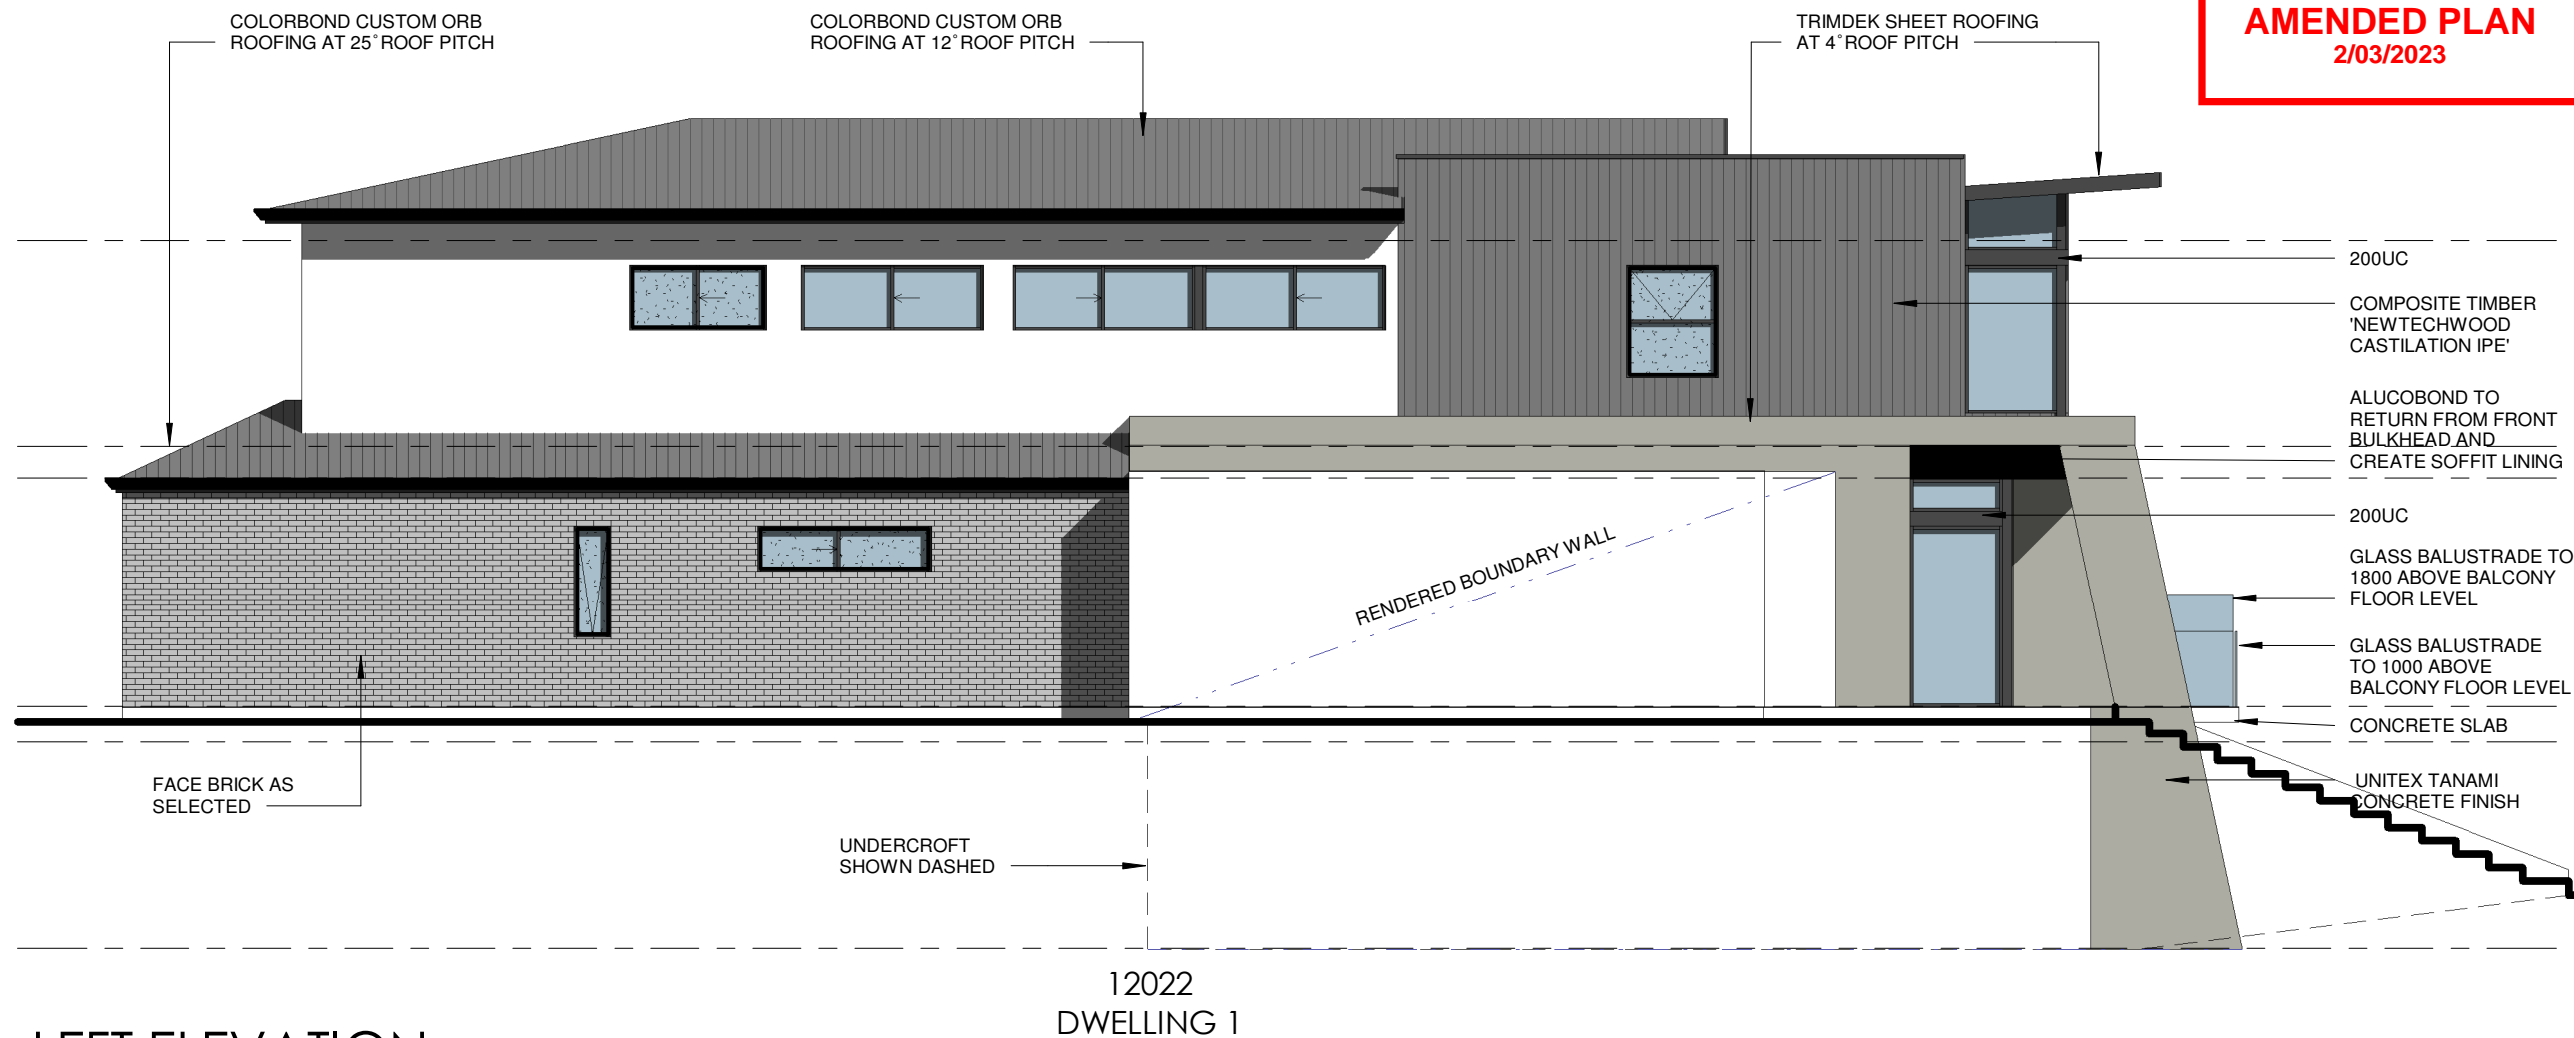 COLORBOND CUSTOM ORB
ROOFING AT 25° ROOF PITCH
COLORBOND CUSTOM ORB
ROOFING AT 12° ROOF PITCH
TRIMDEK SHEET ROOFING
AT 4° ROOF PITCH
AMENDED PLAN
2/03/2023
200UC
COMPOSITE TIMBER
'NEWTECHWOOD
CASTILATION IPE'
ALUCOBOND TO
RETURN FROM FRONT
BULKHEAD AND
CREATE SOFFIT LINING
200UC
GLASS BALUSTRADE TO
1800 ABOVE BALCONY
FLOOR LEVEL
GLASS BALUSTRADE
TO 1000 ABOVE
BALCONY FLOOR LEVEL
CONCRETE SLAB
UNITEX TANAMI
CONCRETE FINISH
RENDERED BOUNDARY WALL
FACE BRICK AS
SELECTED
UNDERCROFT
SHOWN DASHED
12022
DWELLING 1
LEFT ELEVATION